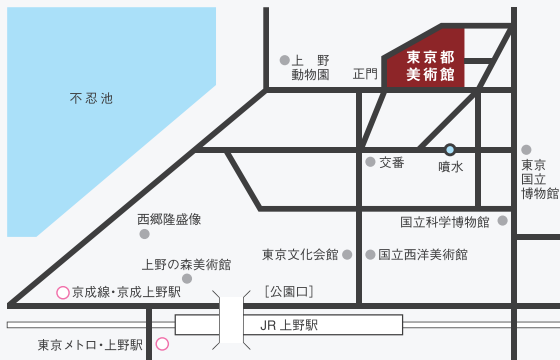 上　野
動物園
正門
東京都
美術館
不忍池
交番
噴水
東京
国立
博物館
西郷隆盛像
国立科学博物館
上野の森美術館
東京文化会館
国立西洋美術館
京成線・京成上野駅
［公園口］
JR 上野駅
東京メトロ・上野駅